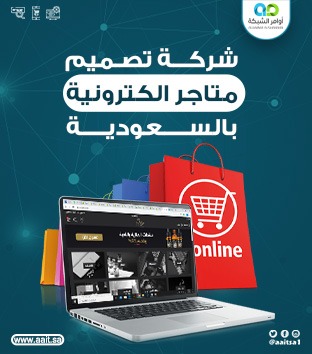 أوامر الشبكة
شركة تصميم
متاجر الكترونية
بالسعودية
online
www.aait.sa
@aaitsa1